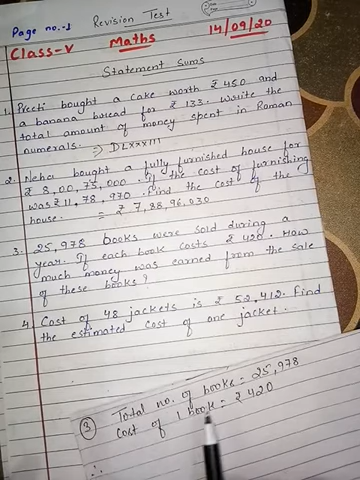 Page no.-1 Revision Test
Class-V Maths 14/09/20
Statement Sums
1. Preeti bought a cake worth ₹ 450 and
a banana bread for ₹ 133. Write the
total amount of money spent in Roman
numerals. ⇒ DLXXXIII
2. Neha bought a fully furnished house for
₹ 8,00,75,000. If the cost of furnishing
was ₹ 11,78,970. Find the cost of the
house. = ₹ 7,88,96,030
3. 25,978 books were sold during a
year. If each book costs ₹ 420. How
much money was earned from the sale
of these books?
4. Cost of 48 jackets is ₹ 52,412. Find
the estimated cost of one jacket.
③ Total no. of books = 25,978
Cost of 1 book = ₹ 420
∴